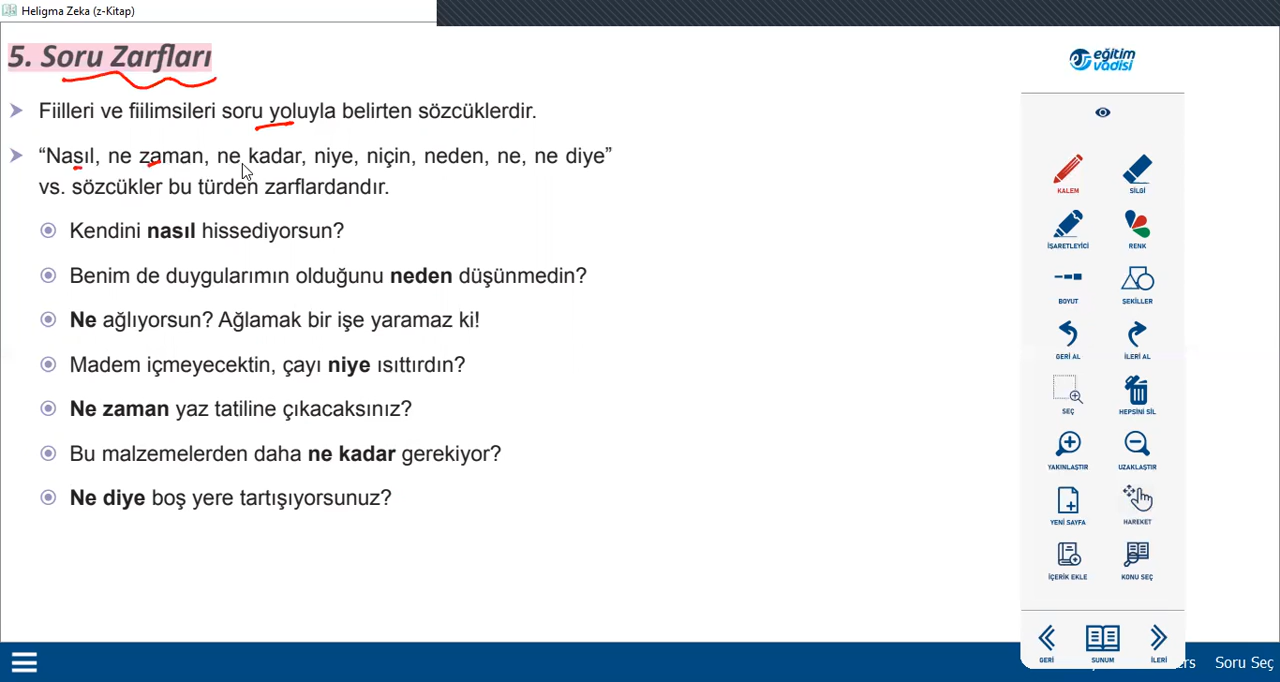 Heligma Zeka (z-Kitap)
5. Soru Zarfları
eğitim
vadisi
Fiilleri ve fiilimsileri soru yoluyla belirten sözcüklerdir.
“Nasıl, ne zaman, ne kadar, niye, niçin, neden, ne, ne diye”
vs. sözcükler bu türden zarflardandır.
Kendini nasıl hissediyorsun?
Benim de duygularımın olduğunu neden düşünmedin?
Ne ağlıyorsun? Ağlamak bir işe yaramaz ki!
Madem içmeyecektin, çayı niye ısıttırdın?
Ne zaman yaz tatiline çıkacaksınız?
Bu malzemelerden daha ne kadar gerekiyor?
Ne diye boş yere tartışıyorsunuz?
KALEM SİLGİ
İŞARETLEYİCİ RENK
BOYUT ŞEKİLLER
GERİ AL İLERİ AL
SEÇ HEPSİNİ SİL
YAKINLAŞTIR UZAKLAŞTIR
YENİ SAYFA HAREKET
İÇERİK EKLE KONU SEÇ
GERİ SUNUM İLERİ
ers Soru Seç